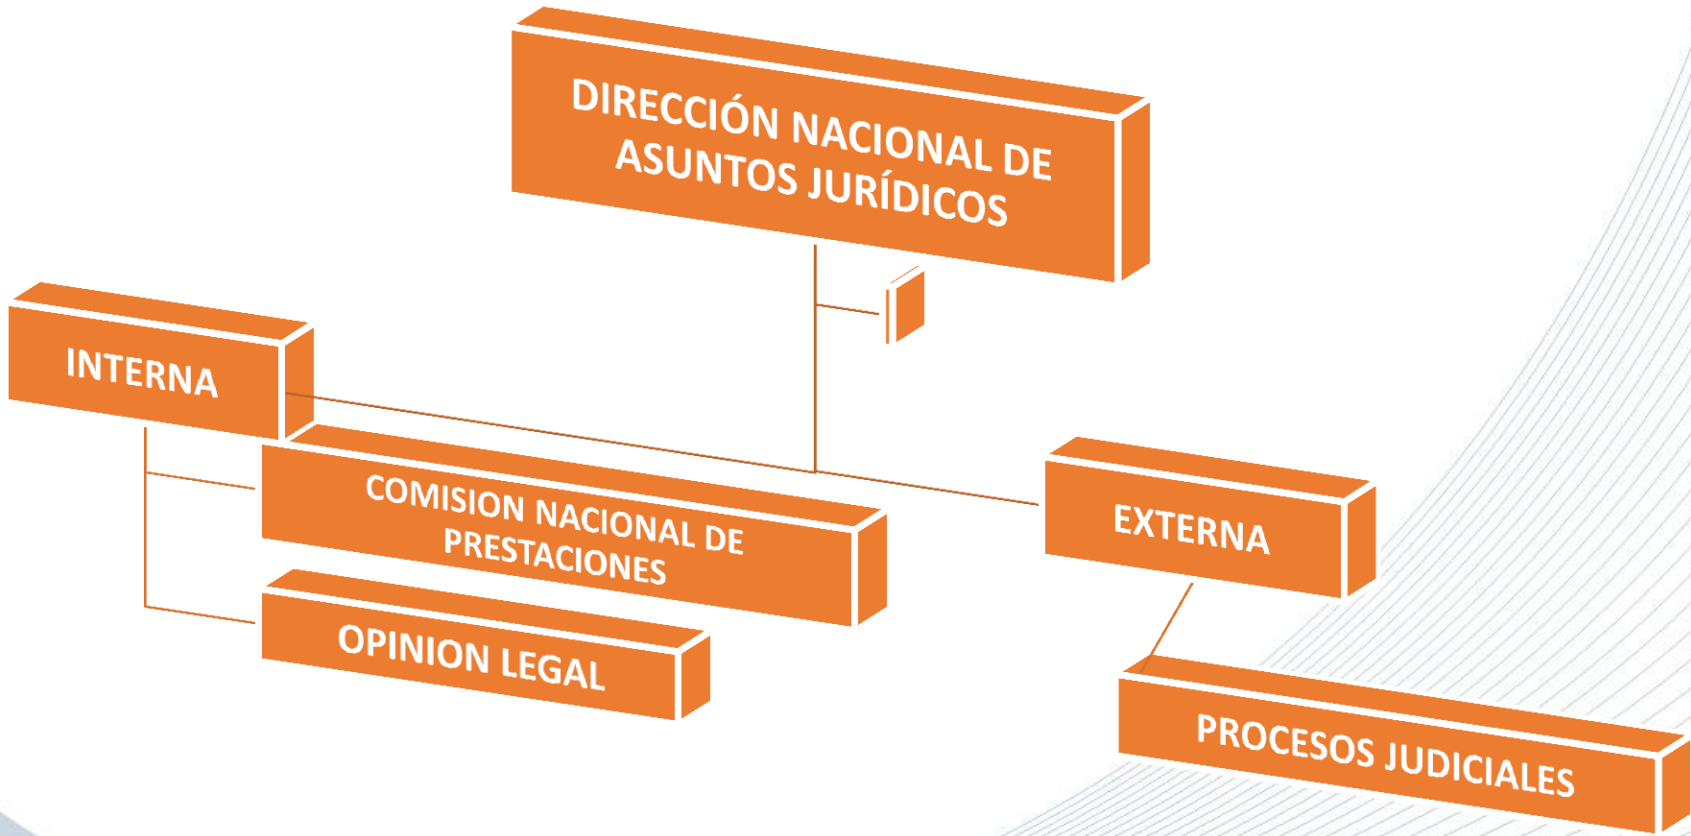 DIRECCIÓN NACIONAL DE
ASUNTOS JURÍDICOS
INTERNA
COMISION NACIONAL DE
PRESTACIONES
OPINION LEGAL
EXTERNA
PROCESOS JUDICIALES